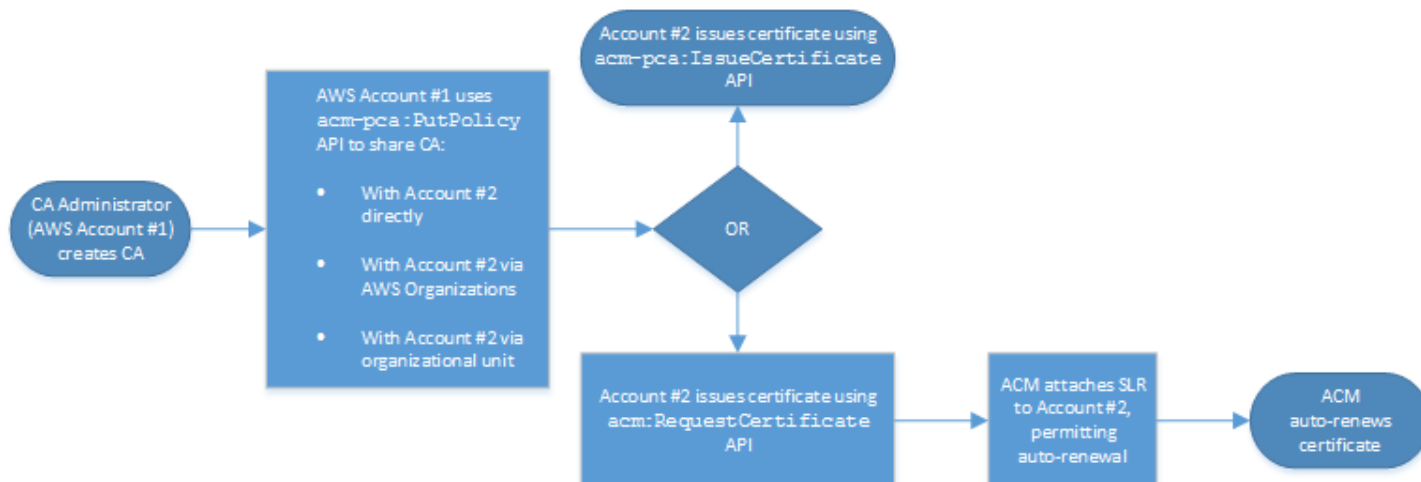 CA Administrator
(AWS Account #1)
creates CA
AWS Account #1 uses
acm-pca:PutPolicy
API to share CA:
• With Account #2
directly
• With Account #2 via
AWS Organizations
• With Account #2 via
organizational unit
OR
Account #2 issues certificate using
acm-pca:IssueCertificate
API
Account #2 issues certificate using
acm:RequestCertificate
API
ACM attaches SLR
to Account #2,
permitting
auto-renewal
ACM
auto-renews
certificate